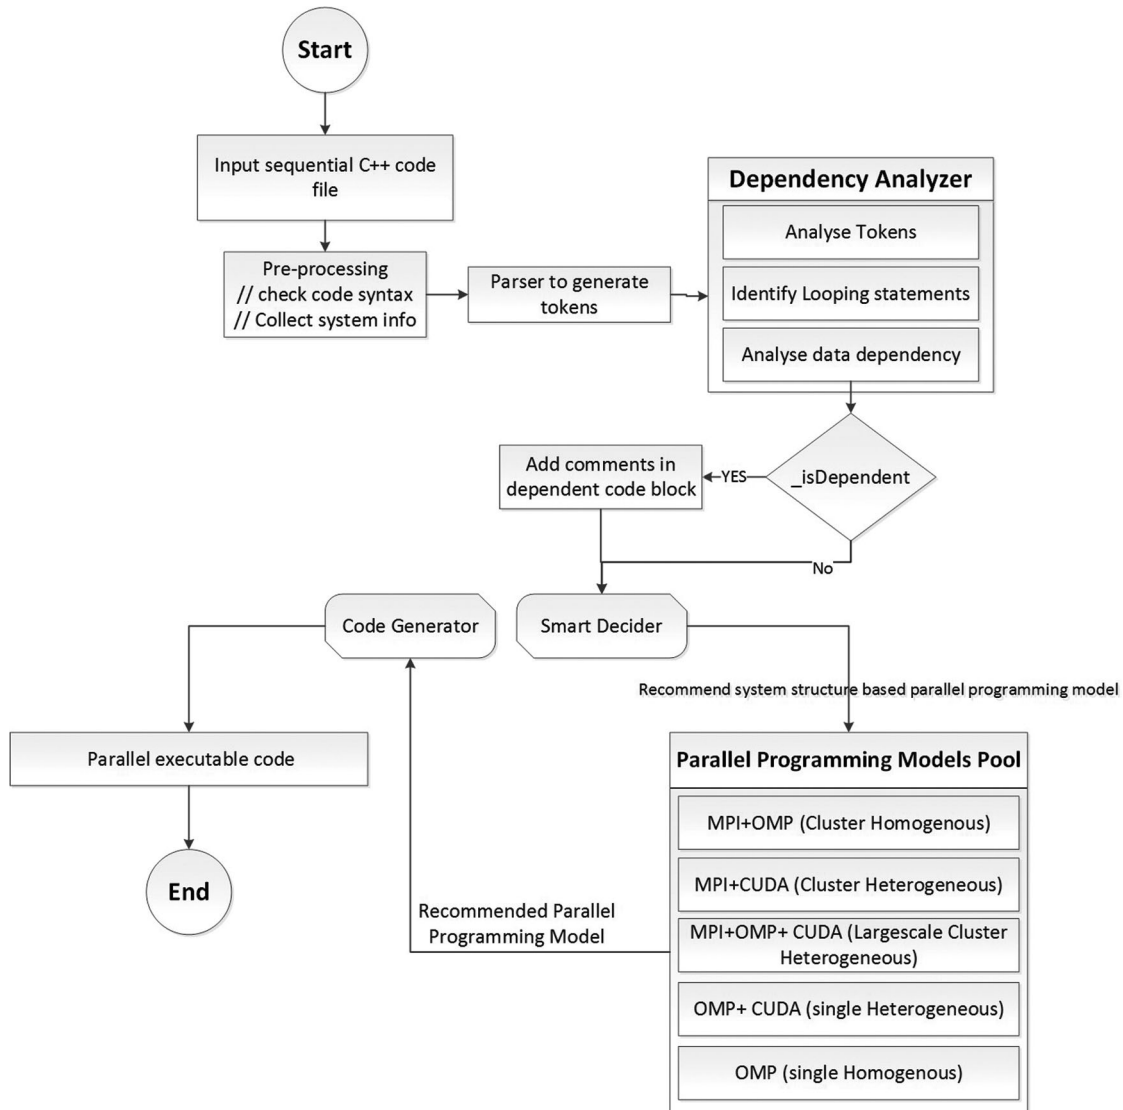 Start
Input sequential C++ code
file
Pre-processing
// check code syntax
// Collect system info
Parser to generate
tokens
Dependency Analyzer
Analyse Tokens
Identify Looping statements
Analyse data dependency
_isDependent
YES
Add comments in
dependent code block
No
Smart Decider
Code Generator
Recommend system structure based parallel programming model
Parallel executable code
Parallel Programming Models Pool
MPI+OMP (Cluster Homogenous)
MPI+CUDA (Cluster Heterogeneous)
MPI+OMP+ CUDA (Largescale Cluster
Heterogeneous)
OMP+ CUDA (single Heterogeneous)
OMP (single Homogenous)
Recommended Parallel
Programming Model
End